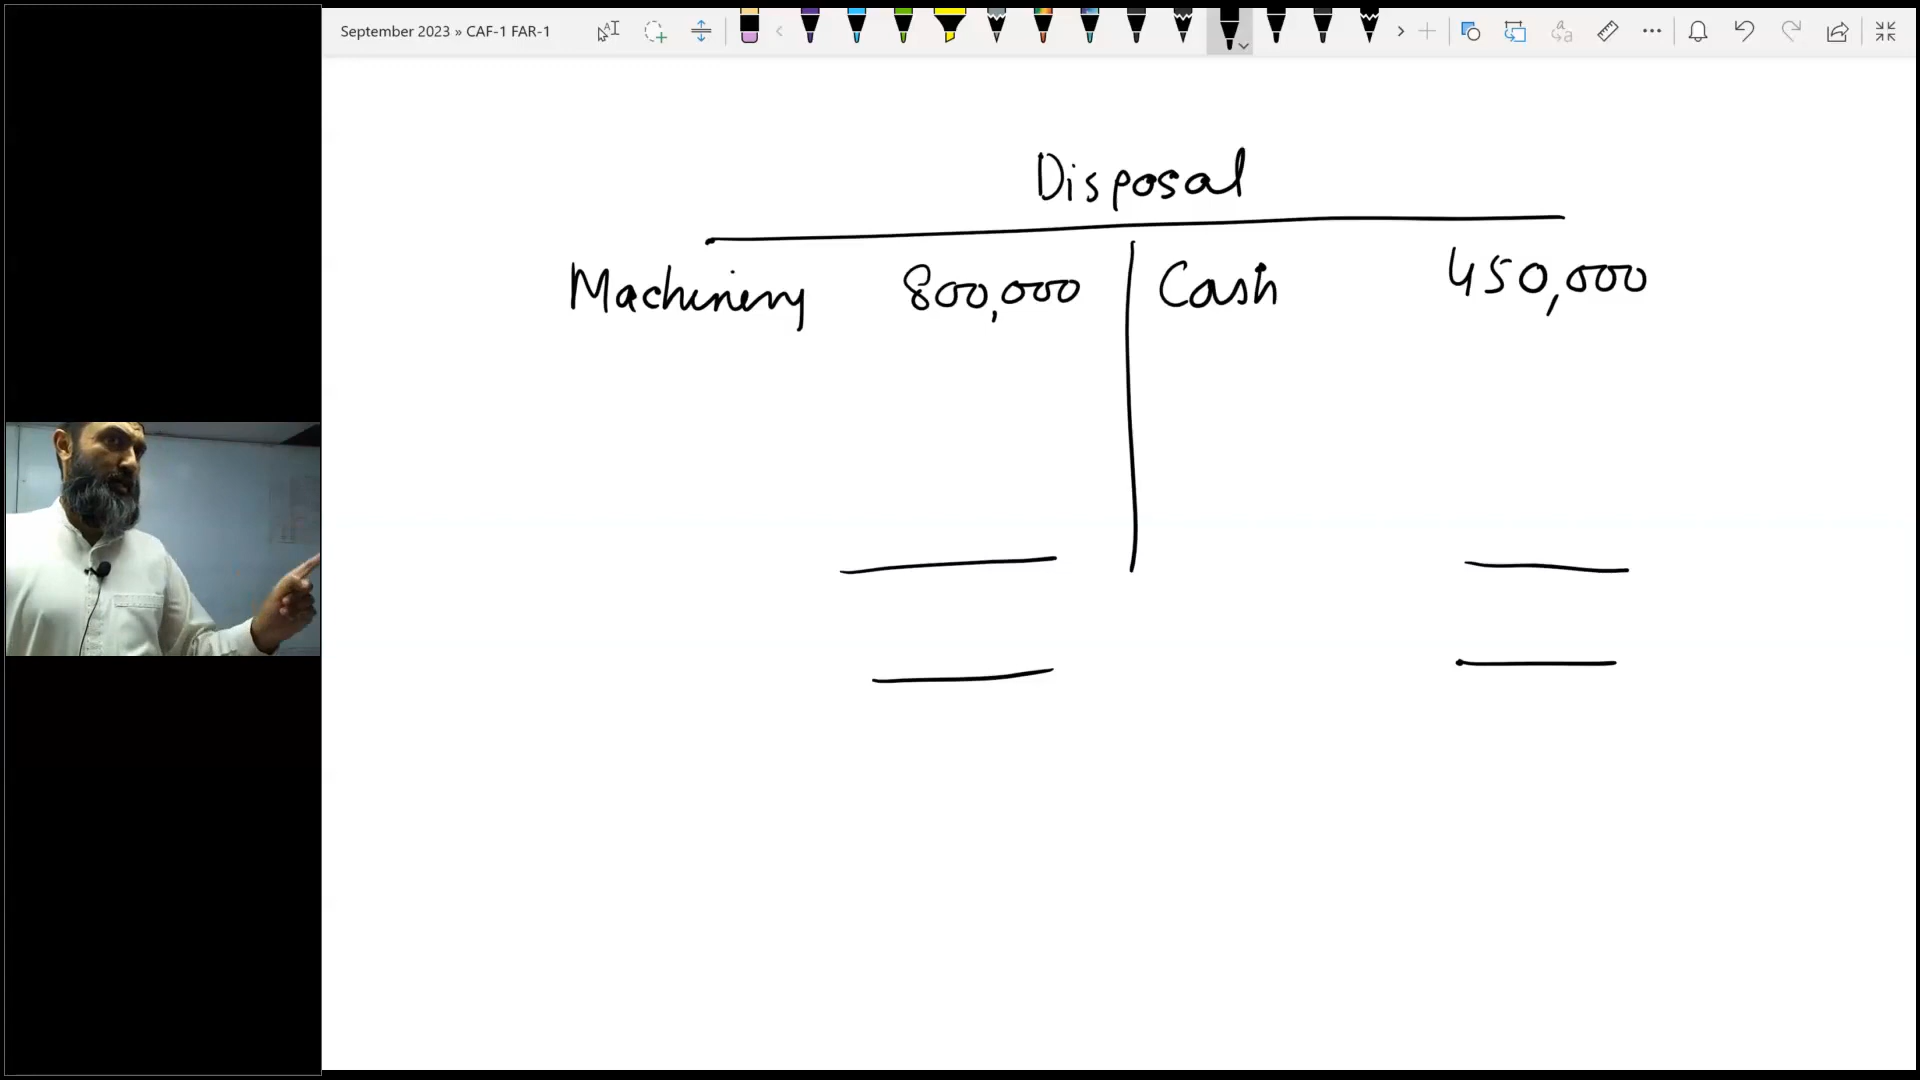 September 2023 » CAF-1 FAR-1
Disposal
Machinery 800,000 Cash 450,000